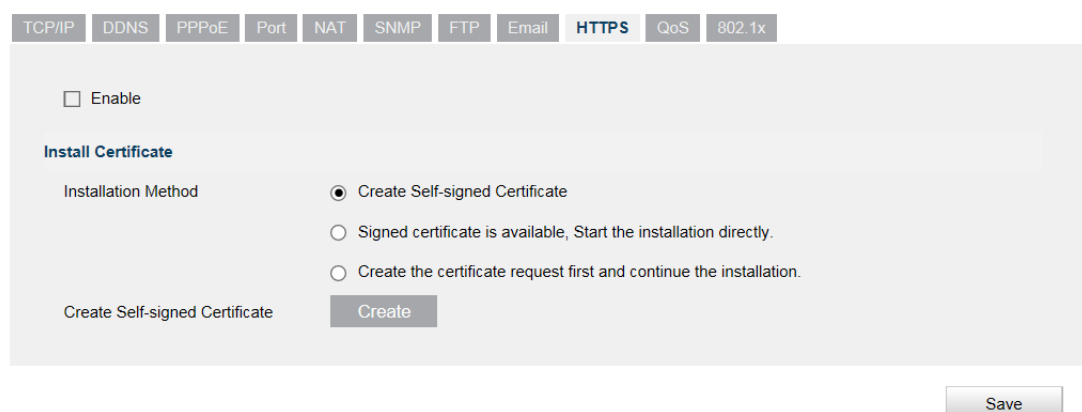 TCP/IP DDNS PPPoE Port NAT SNMP FTP Email HTTPS QoS 802.1x
Enable
Install Certificate
Installation Method Create Self-signed Certificate
Signed certificate is available, Start the installation directly.
Create the certificate request first and continue the installation.
Create Self-signed Certificate Create
Save